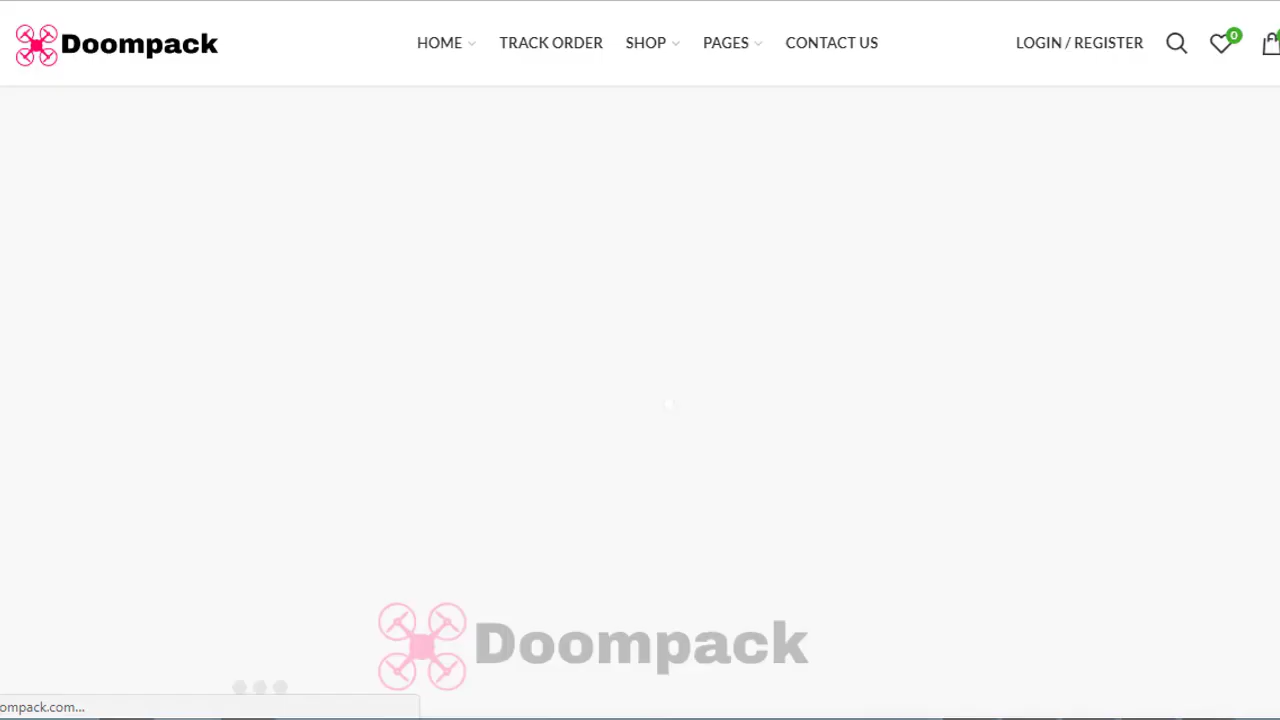 Doompack HOME TRACK ORDER SHOP PAGES CONTACT US LOGIN / REGISTER 0
Doompack
ompack.com...